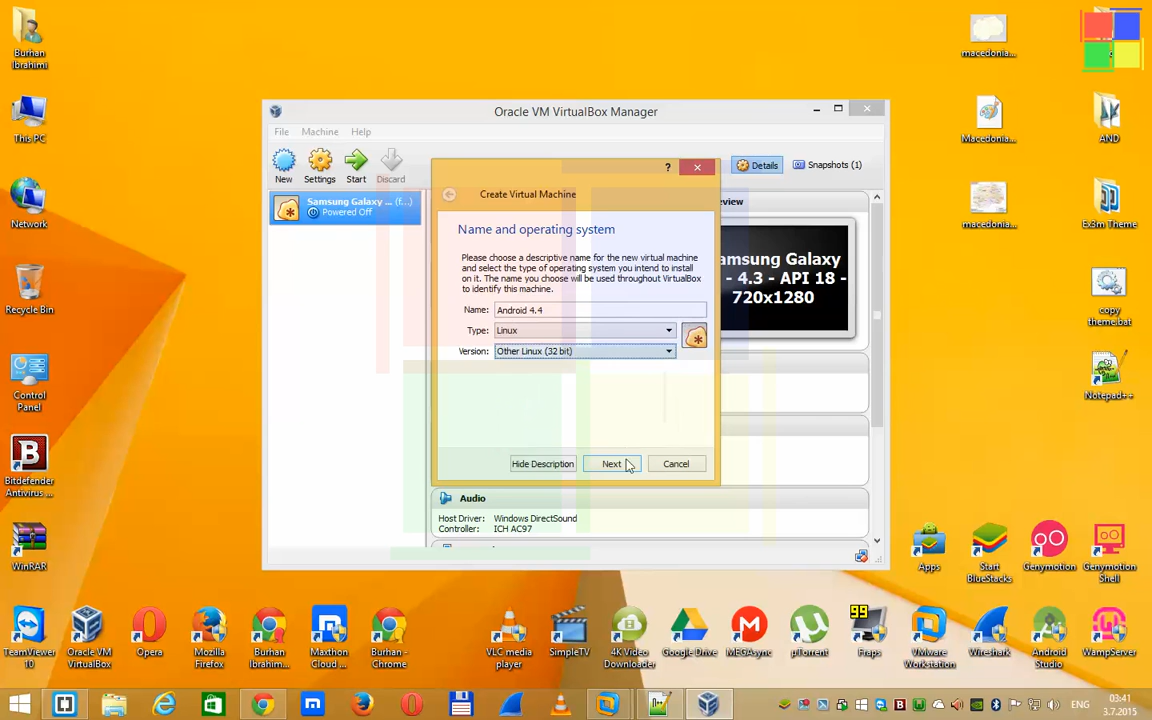 Burhan
Ibrahimi
This PC
Network
Recycle Bin
Control
Panel
Bitdefender
Antivirus ...
WinRAR
macedonia...
Macedonia...
macedonia...
AND
Ex3m Theme
copy
theme.bat
Notepad++
Oracle VM VirtualBox Manager
File Machine Help
New Settings Start Discard
Details
Snapshots (1)
Samsung Galaxy ... (f...)
Powered Off
Create Virtual Machine
Name and operating system
Please choose a descriptive name for the new virtual machine
and select the type of operating system you intend to install
on it. The name you choose will be used throughout VirtualBox
to identify this machine.
Name: Android 4.4
Type: Linux
Version: Other Linux (32 bit)
Hide Description Next Cancel
amsung Galaxy
- 4.3 - API 18 -
720x1280
Audio
Host Driver: Windows DirectSound
Controller: ICH AC97
Apps
Start
BlueStacks
Genymotion
Genymotion
Shell
TeamViewer
10
Oracle VM
VirtualBox
Opera
Mozilla
Firefox
Burhan
Ibrahim...
Maxthon
Cloud ...
Burhan -
Chrome
VLC media
player
SimpleTV
4K Video
Downloader
Google Drive
MEGAsync
µTorrent
99
Fraps
VMware
Workstation
Wireshark
Android
Studio
WampServer
ENG
03:41
3.7.2015